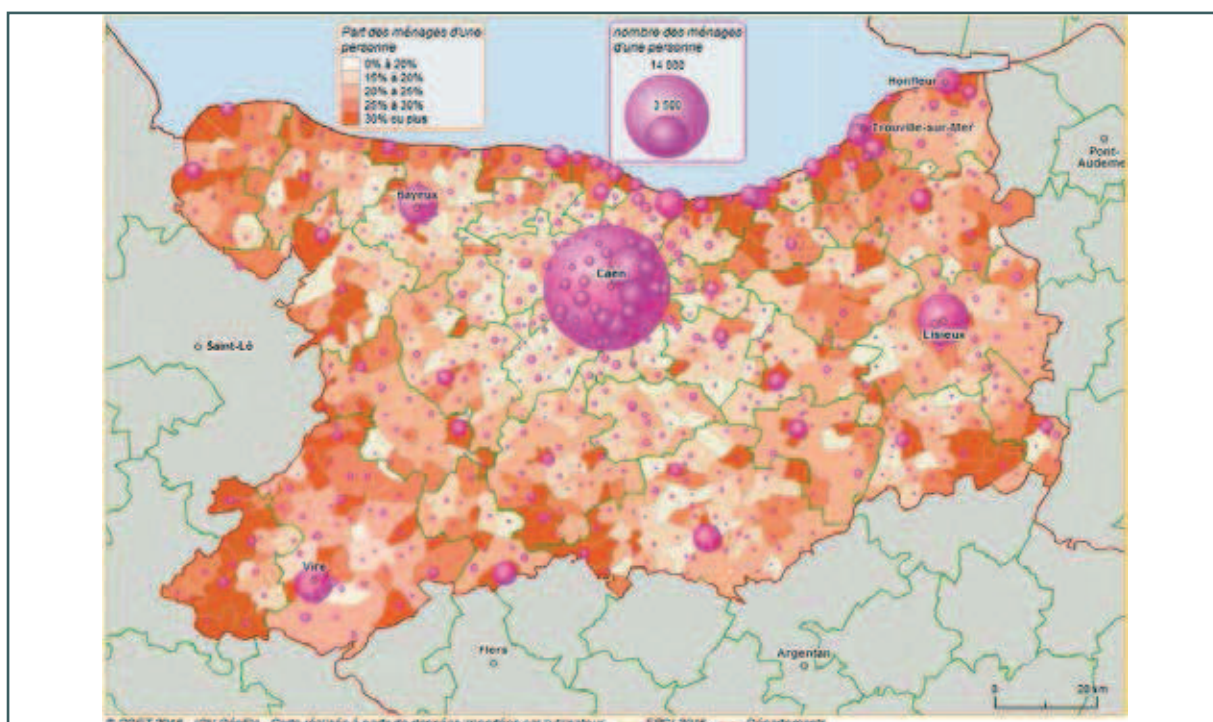 Part des ménages d'une
personne
0% à 20%
15% à 20%
20% à 25%
25% à 30%
30% ou plus
nombre des ménages
d'une personne
14 000
3 500
Honfleur
Trouville-sur-Mer
Pont-
Audeme
Bayeux
Caen
Saint-Lô
Lisieux
Vire
Flers
Argentan
0 20 km